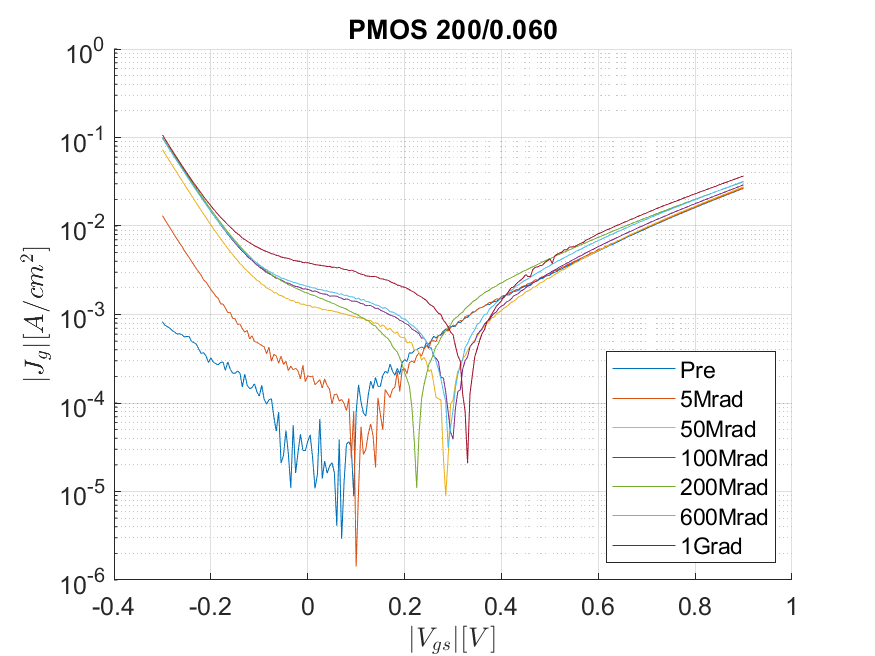 PMOS 200/0.060
10^0
10^-1
10^-2
10^-3
10^-4
10^-5
10^-6
|J_g|[A/cm^2]
-0.4 -0.2 0 0.2 0.4 0.6 0.8 1
|V_gs|[V]
Pre
5Mrad
50Mrad
100Mrad
200Mrad
600Mrad
1Grad